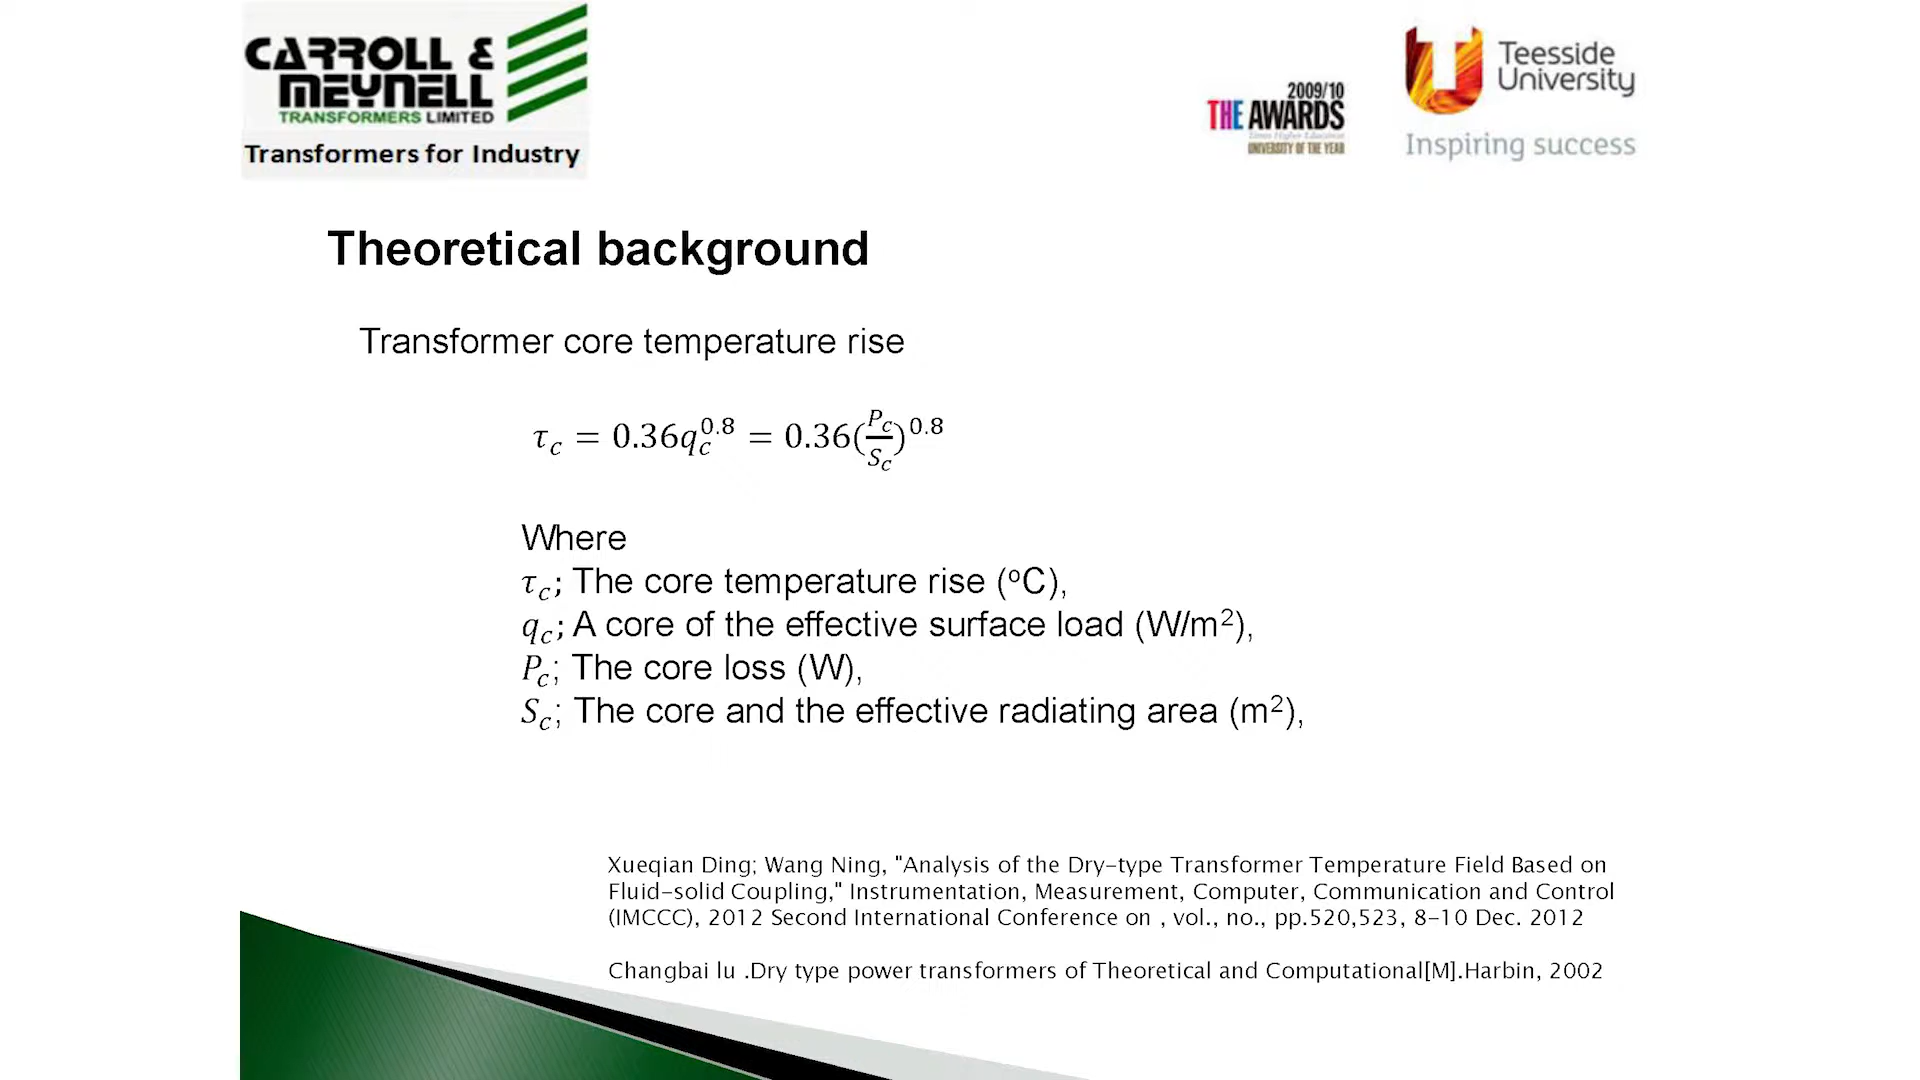 CARROLL &
MEYNELL
TRANSFORMERS LIMITED
Transformers for Industry
2009/10
THE AWARDS
Times Higher Education
UNIVERSITY OF THE YEAR
Teesside
University
Inspiring success
Theoretical background
Transformer core temperature rise
τ_c = 0.36q_c^0.8 = 0.36(P_c/S_c)^0.8
Where
τ_c; The core temperature rise (ºC),
q_c; A core of the effective surface load (W/m²),
P_c; The core loss (W),
S_c; The core and the effective radiating area (m²),
Xueqian Ding; Wang Ning, "Analysis of the Dry-type Transformer Temperature Field Based on
Fluid-solid Coupling," Instrumentation, Measurement, Computer, Communication and Control
(IMCCC), 2012 Second International Conference on , vol., no., pp.520,523, 8-10 Dec. 2012
Changbai lu .Dry type power transformers of Theoretical and Computational[M].Harbin, 2002